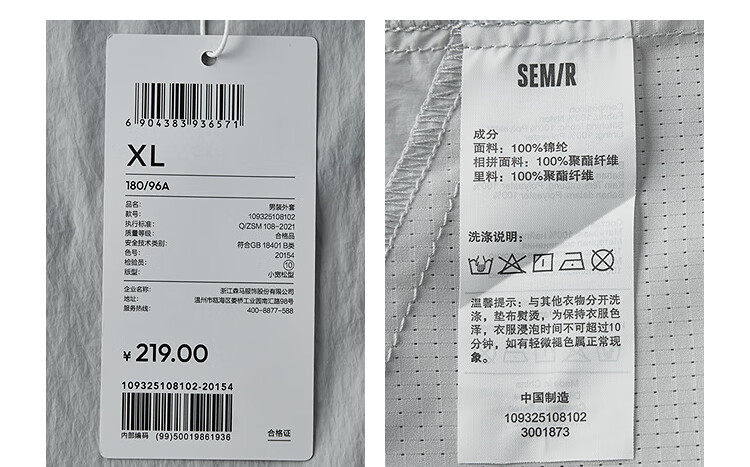 6 904383 936571
XL
180/96A
品名： 男装外套
款号： 109325108102
执行标准： Q/ZSM 108-2021
质量等级： 合格品
安全技术类别： 符合GB 18401 B类
色号： 20154
检验员： 10
版型： 小宽松型
企业名称： 浙江森马服饰股份有限公司
地址： 温州市瓯海区娄桥工业园南汇路98号
服务热线： 400-8877-588
¥ 219.00
109325108102-20154
内部编码 (99)50019861936
合格证
SEMIR
成分
面料：100%锦纶
相拼面料：100%聚酯纤维
里料：100%聚酯纤维
洗涤说明：
温馨提示：与其他衣物分开洗
涤，垫布熨烫，为保持衣服色
泽，衣服浸泡时间不可超过10
分钟，如有轻微褪色属正常现
象。
中国制造
109325108102
3001873